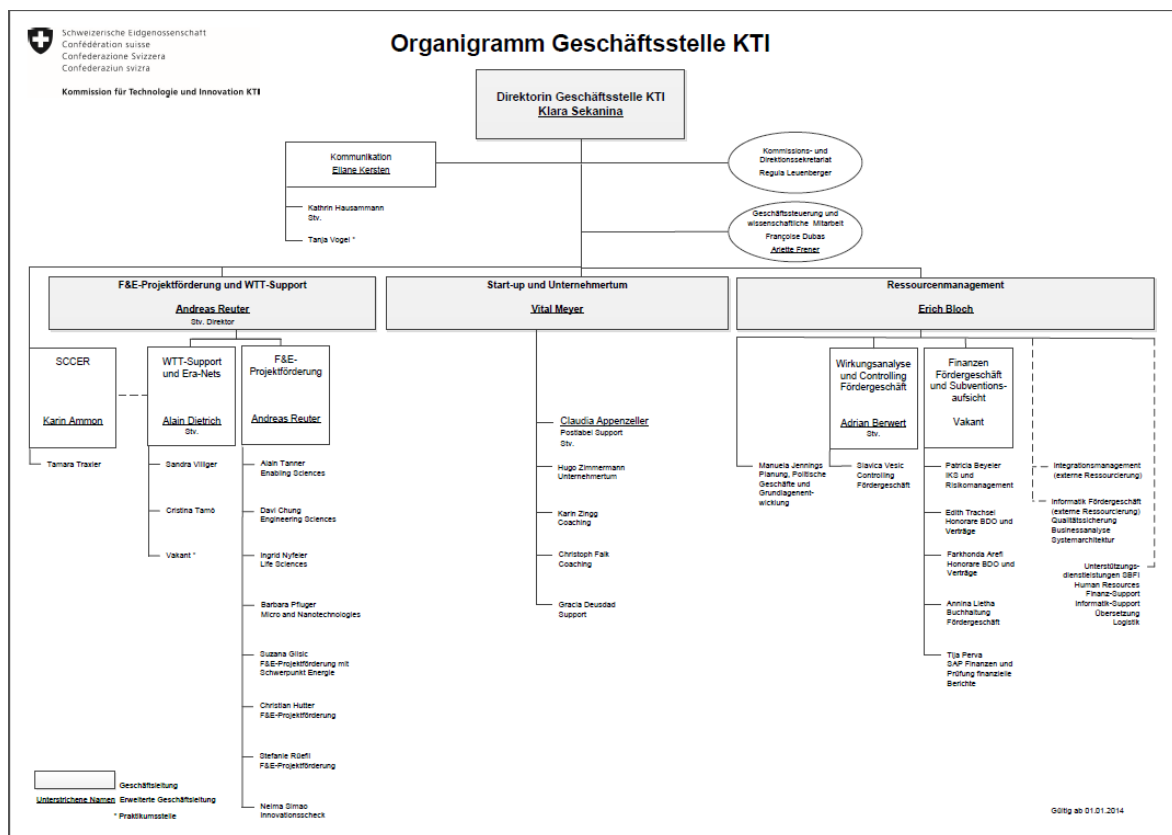 Schweizerische Eidgenossenschaft
Confédération suisse
Confederazione Svizzera
Confederaziun svizra
Kommission für Technologie und Innovation KTI
Organigramm Geschäftsstelle KTI
Direktorin Geschäftsstelle KTI
Klara Sekanina
Kommunikation
Eliane Kersten
Kathrin Hausammann
Stv.
Tanja Vogel *
Kommissions- und
Direktionssekretariat
Regula Leuenberger
Geschäftssteuerung und
wissenschaftliche Mitarbeit
Françoise Dubas
Arlette Frener
F&E-Projektförderung und WTT-Support
Andreas Reuter
Stv. Direktor
SCCER
Karin Ammon
Tamara Traxler
WTT-Support
und Era-Nets
Alain Dietrich
Stv.
Sandra Villiger
Cristina Tamò
Vakant *
F&E-
Projektförderung
Andreas Reuter
Alain Tanner
Enabling Sciences
Davi Chung
Engineering Sciences
Ingrid Nyfeler
Life Sciences
Barbara Pfluger
Micro and Nanotechnologies
Suzana Glisic
F&E-Projektförderung mit
Schwerpunkt Energie
Christian Hutter
F&E-Projektförderung
Stefanie Rüefli
F&E-Projektförderung
Neima Simao
Innovationsscheck
Start-up und Unternehmertum
Vital Meyer
Claudia Appenzeller
Postlabel Support
Stv.
Hugo Zimmermann
Unternehmertum
Karin Zingg
Coaching
Christoph Falk
Coaching
Gracia Deusdad
Support
Ressourcenmanagement
Erich Bloch
Manuela Jennings
Planung, Politische
Geschäfte und
Grundlagenent-
wicklung
Wirkungsanalyse
und Controlling
Fördergeschäft
Adrian Berwert
Stv.
Slavica Vesic
Controlling
Fördergeschäft
Finanzen
Fördergeschäft
und Subventions-
aufsicht
Vakant
Patricia Beyeler
IKS und
Risikomanagement
Edith Trachsel
Honorare BDO und
Verträge
Farkhonda Arefi
Honorare BDO und
Verträge
Annina Lietha
Buchhaltung
Fördergeschäft
Tija Perva
SAP Finanzen und
Prüfung finanzielle
Berichte
Integrationsmanagement
(externe Ressourcierung)
Informatik Fördergeschäft
(externe Ressourcierung)
Qualitätssicherung
Businessanalyse
Systemarchitektur
Unterstützungs-
dienstleistungen SBFI
Human Resources
Finanz-Support
Informatik-Support
Übersetzung
Logistik
Geschäftsleitung
Unterstrichene Namen Erweiterte Geschäftsleitung
* Praktikumsstelle
Gültig ab 01.01.2014